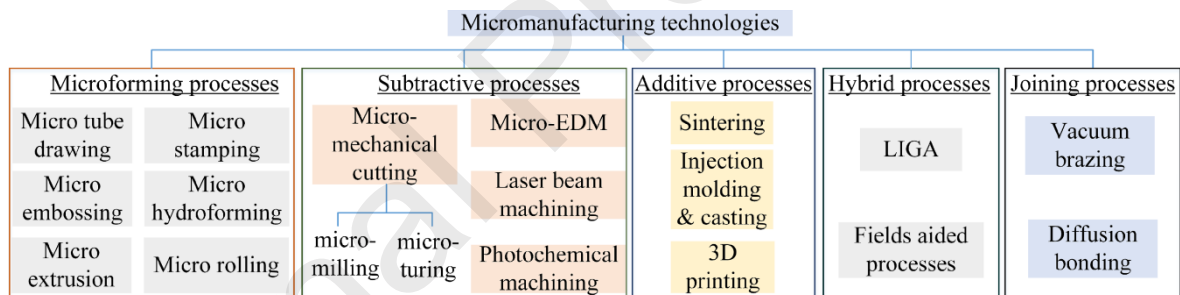 Micromanufacturing technologies
Microforming processes
Micro tube
drawing
Micro
stamping
Micro
embossing
Micro
hydroforming
Micro
extrusion
Micro rolling
Subtractive processes
Micro-
mechanical
cutting
micro-
milling
micro-
turing
Micro-EDM
Laser beam
machining
Photochemical
machining
Additive processes
Sintering
Injection
molding
& casting
3D
printing
Hybrid processes
LIGA
Fields aided
processes
Joining processes
Vacuum
brazing
Diffusion
bonding